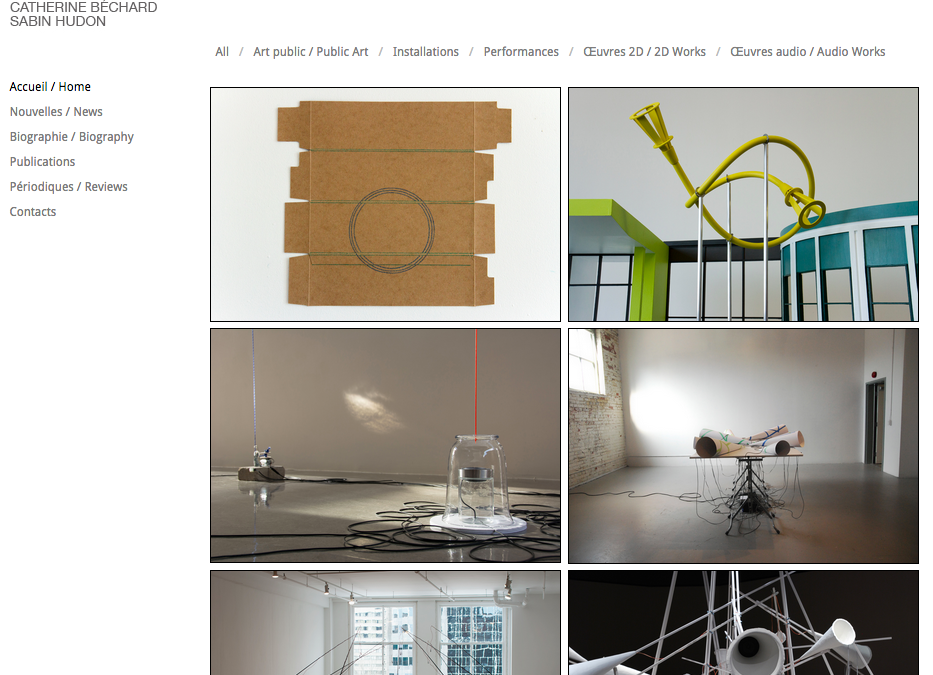 CATHERINE BÉCHARD
SABIN HUDON
All / Art public / Public Art / Installations / Performances / Œuvres 2D / 2D Works / Œuvres audio / Audio Works
Accueil / Home
Nouvelles / News
Biographie / Biography
Publications
Périodiques / Reviews
Contacts